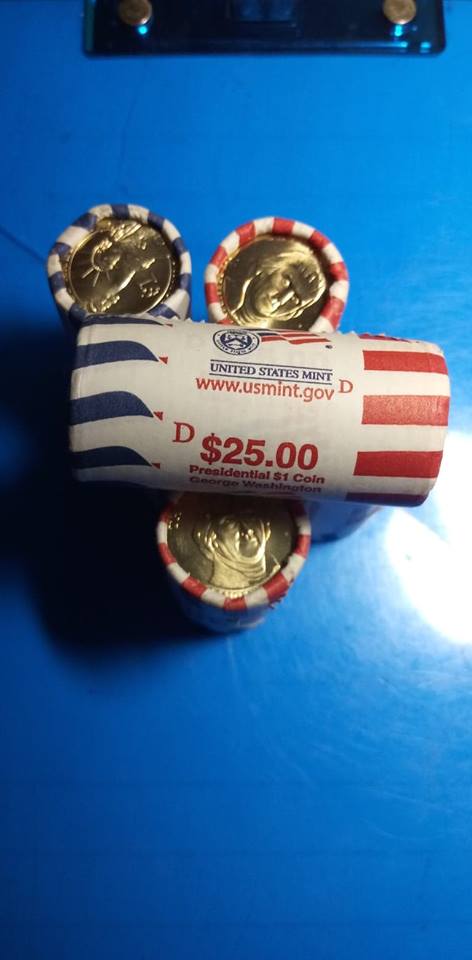 UNITED STATES MINT
www.usmint.gov D
D $25.00
Presidential $1 Coin
George Washington